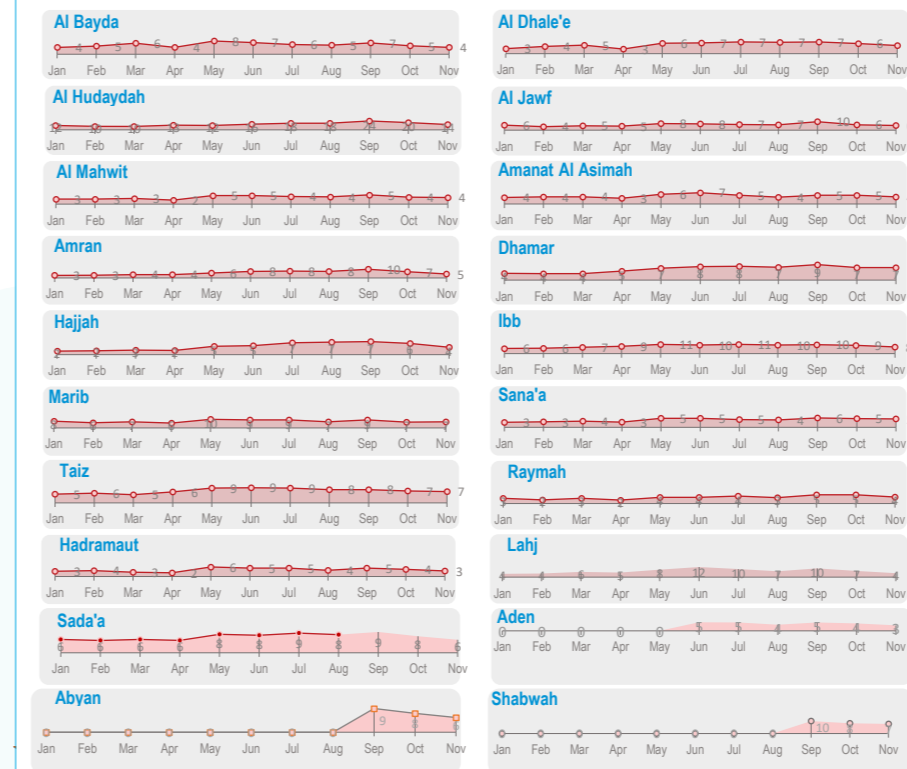 Al Bayda
4 5 6 4 8 7 6 5 7 5 4
Jan Feb Mar Apr May Jun Jul Aug Sep Oct Nov
Al Dhale'e
3 4 5 3 6 7 7 7 7 6
Jan Feb Mar Apr May Jun Jul Aug Sep Oct Nov
Al Hudaydah
Jan Feb Mar Apr May Jun Jul Aug Sep Oct Nov
Al Jawf
6 4 5 5 8 8 7 7 10 6
Jan Feb Mar Apr May Jun Jul Aug Sep Oct Nov
Al Mahwit
3 3 3 2 5 5 4 4 5 4 4
Jan Feb Mar Apr May Jun Jul Aug Sep Oct Nov
Amanat Al Asimah
4 4 4 3 6 7 5 4 5 5
Jan Feb Mar Apr May Jun Jul Aug Sep Oct Nov
Amran
3 3 4 4 6 8 8 8 10 7 5
Jan Feb Mar Apr May Jun Jul Aug Sep Oct Nov
Dhamar
8 8 7 9
Jan Feb Mar Apr May Jun Jul Aug Sep Oct Nov
Hajjah
7 7 7 6
Jan Feb Mar Apr May Jun Jul Aug Sep Oct Nov
Ibb
6 6 7 9 11 10 11 10 10 9
Jan Feb Mar Apr May Jun Jul Aug Sep Oct Nov
Marib
10
Jan Feb Mar Apr May Jun Jul Aug Sep Oct Nov
Sana'a
3 3 4 3 5 5 5 4 6 5
Jan Feb Mar Apr May Jun Jul Aug Sep Oct Nov
Taiz
5 6 5 6 9 9 9 8 8 7 7
Jan Feb Mar Apr May Jun Jul Aug Sep Oct Nov
Raymah
Jan Feb Mar Apr May Jun Jul Aug Sep Oct Nov
Hadramaut
3 4 3 2 6 5 5 4 5 4 3
Jan Feb Mar Apr May Jun Jul Aug Sep Oct Nov
Lahj
4 4 6 5 8 12 10 7 10 7 4
Jan Feb Mar Apr May Jun Jul Aug Sep Oct Nov
Sada'a
6 6 6 6 8 8 9 8 9 8 6
Jan Feb Mar Apr May Jun Jul Aug Sep Oct Nov
Aden
0 0 0 0 0 5 5 4 5 4 3
Jan Feb Mar Apr May Jun Jul Aug Sep Oct Nov
Abyan
9 8
Jan Feb Mar Apr May Jun Jul Aug Sep Oct Nov
Shabwah
10 8
Jan Feb Mar Apr May Jun Jul Aug Sep Oct Nov